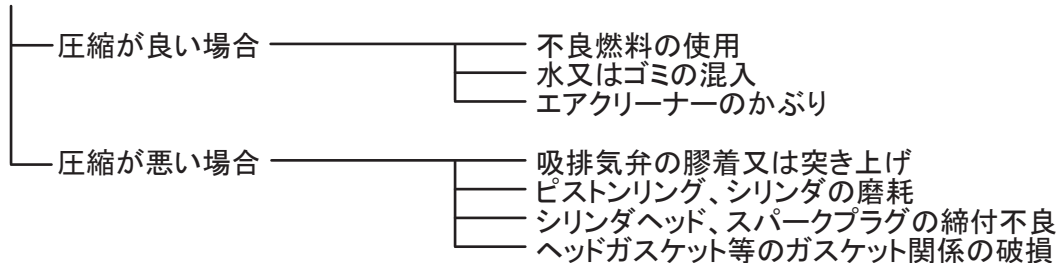 圧縮が良い場合
不良燃料の使用
水又はゴミの混入
エアクリーナーのかぶり
圧縮が悪い場合
吸排気弁の膠着又は突き上げ
ピストンリング、シリンダの磨耗
シリンダヘッド、スパークプラグの締付不良
ヘッドガスケット等のガスケット関係の破損